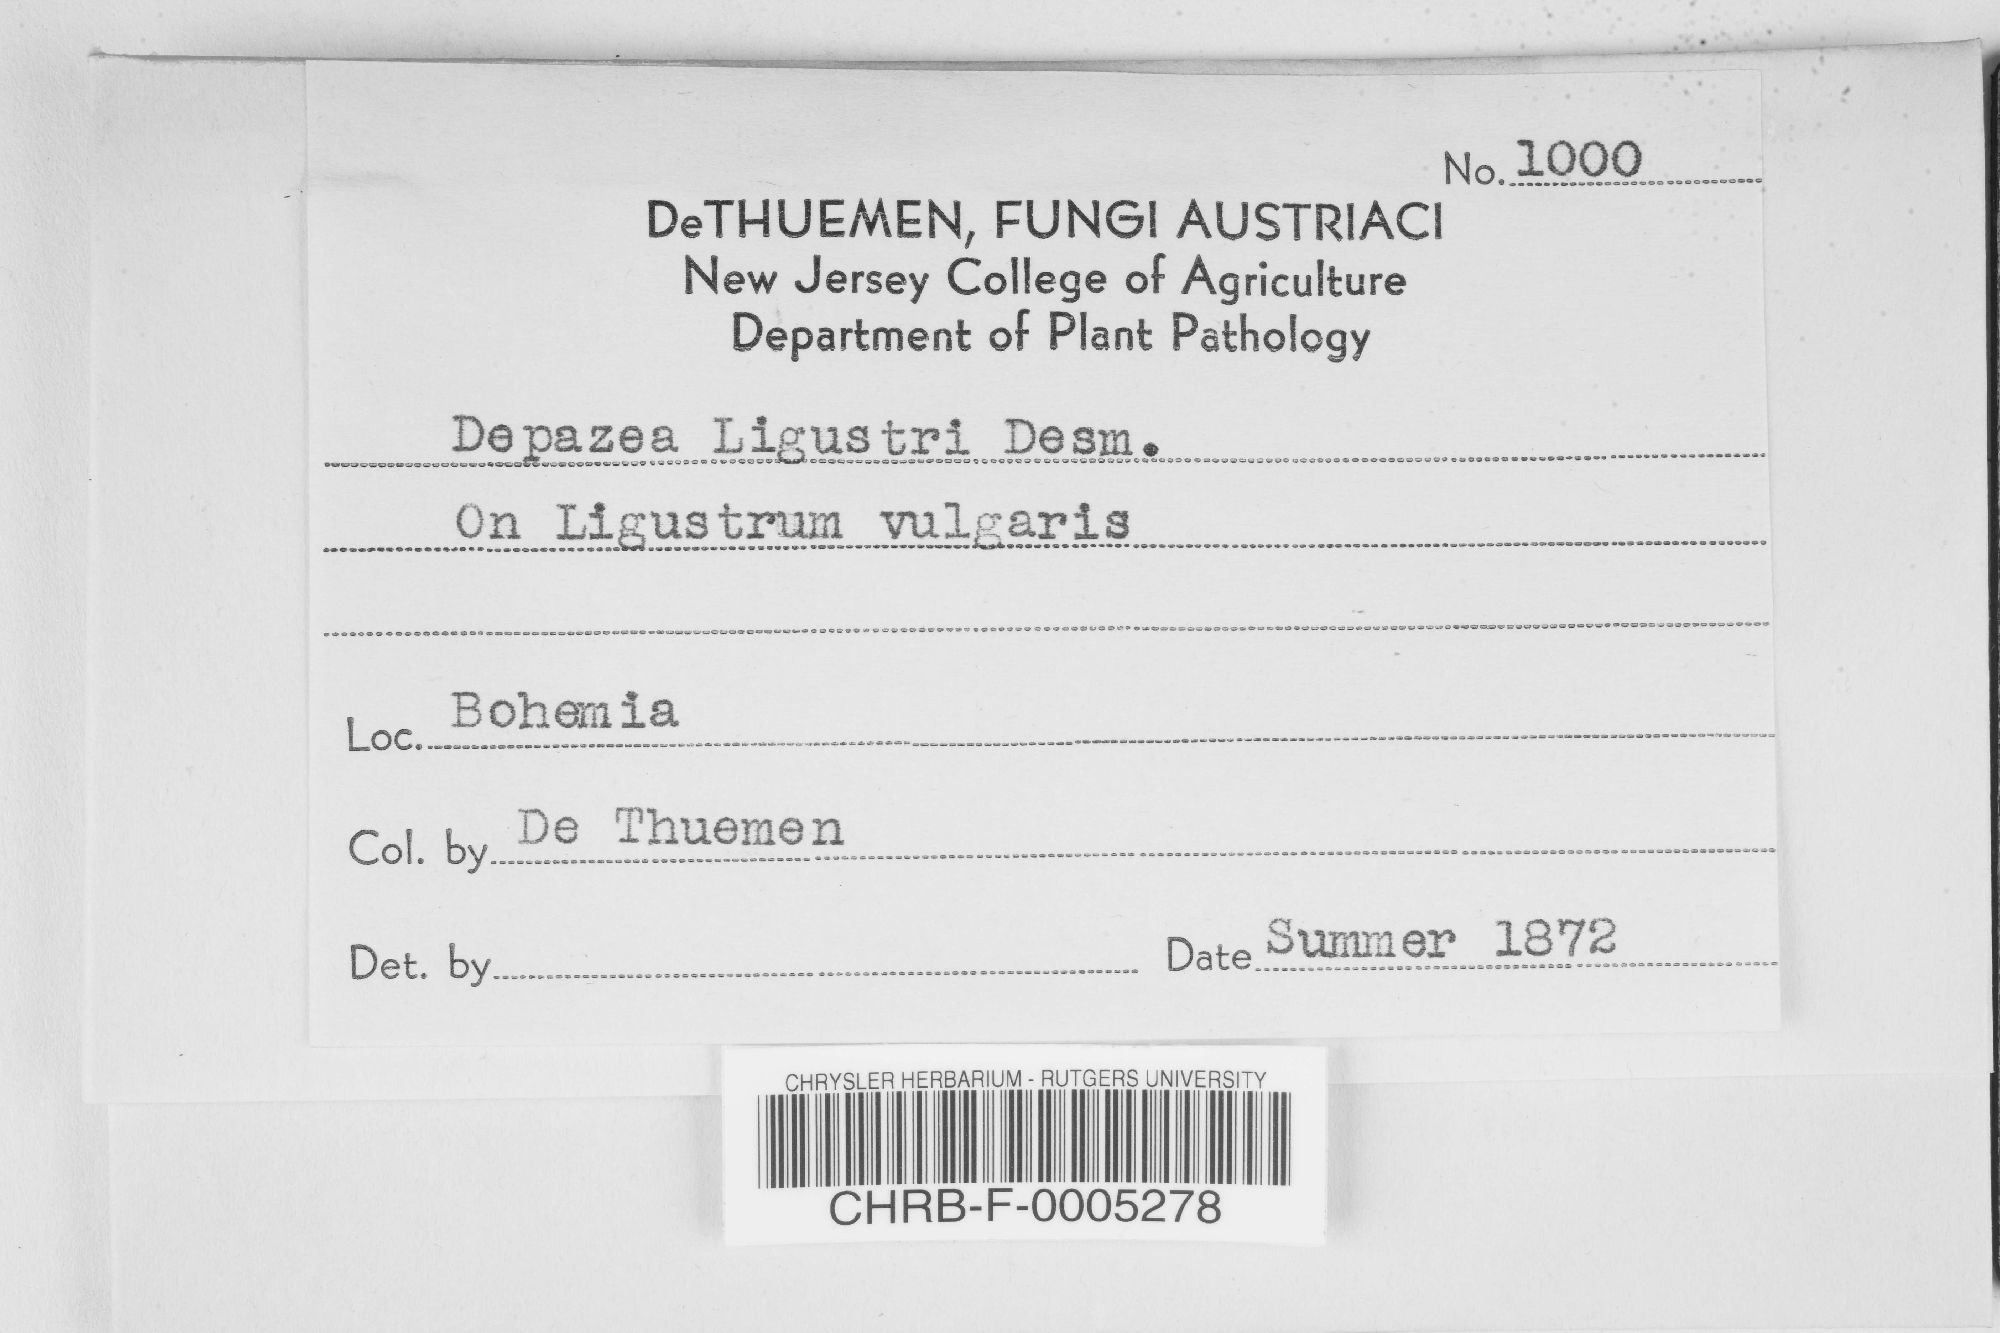 No. 1000
DeTHUEMEN, FUNGI AUSTRIACI
New Jersey College of Agriculture
Department of Plant Pathology
Depazea Ligustri Desm.
On Ligustrum vulgaris
Loc. Bohemia
Col. by De Thuemen
Det. by
Date Summer 1872
CHRYSLER HERBARIUM - RUTGERS UNIVERSITY
CHRB-F-0005278